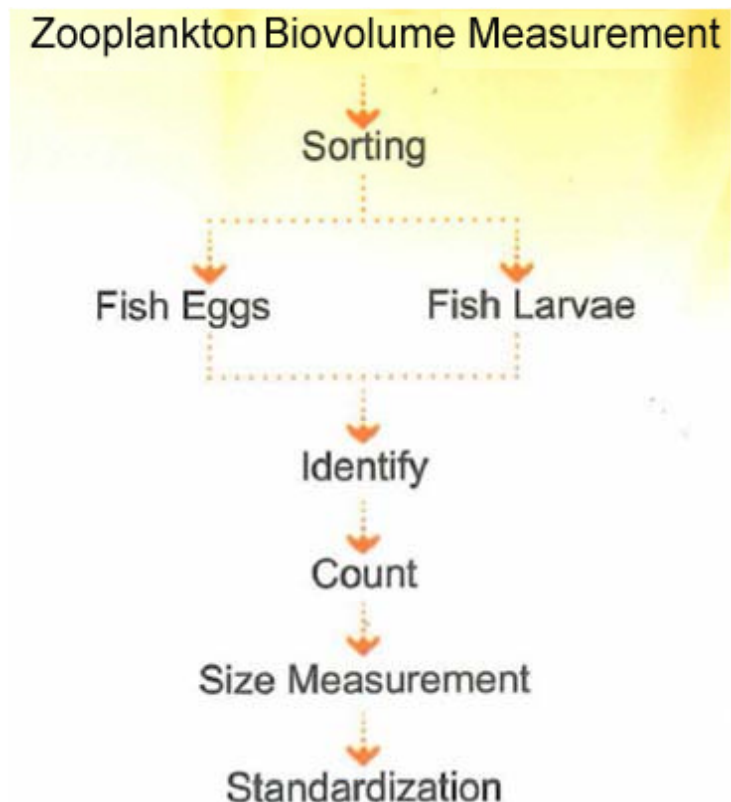 Zooplankton Biovolume Measurement
Sorting
Fish Eggs Fish Larvae
Identify
Count
Size Measurement
Standardization